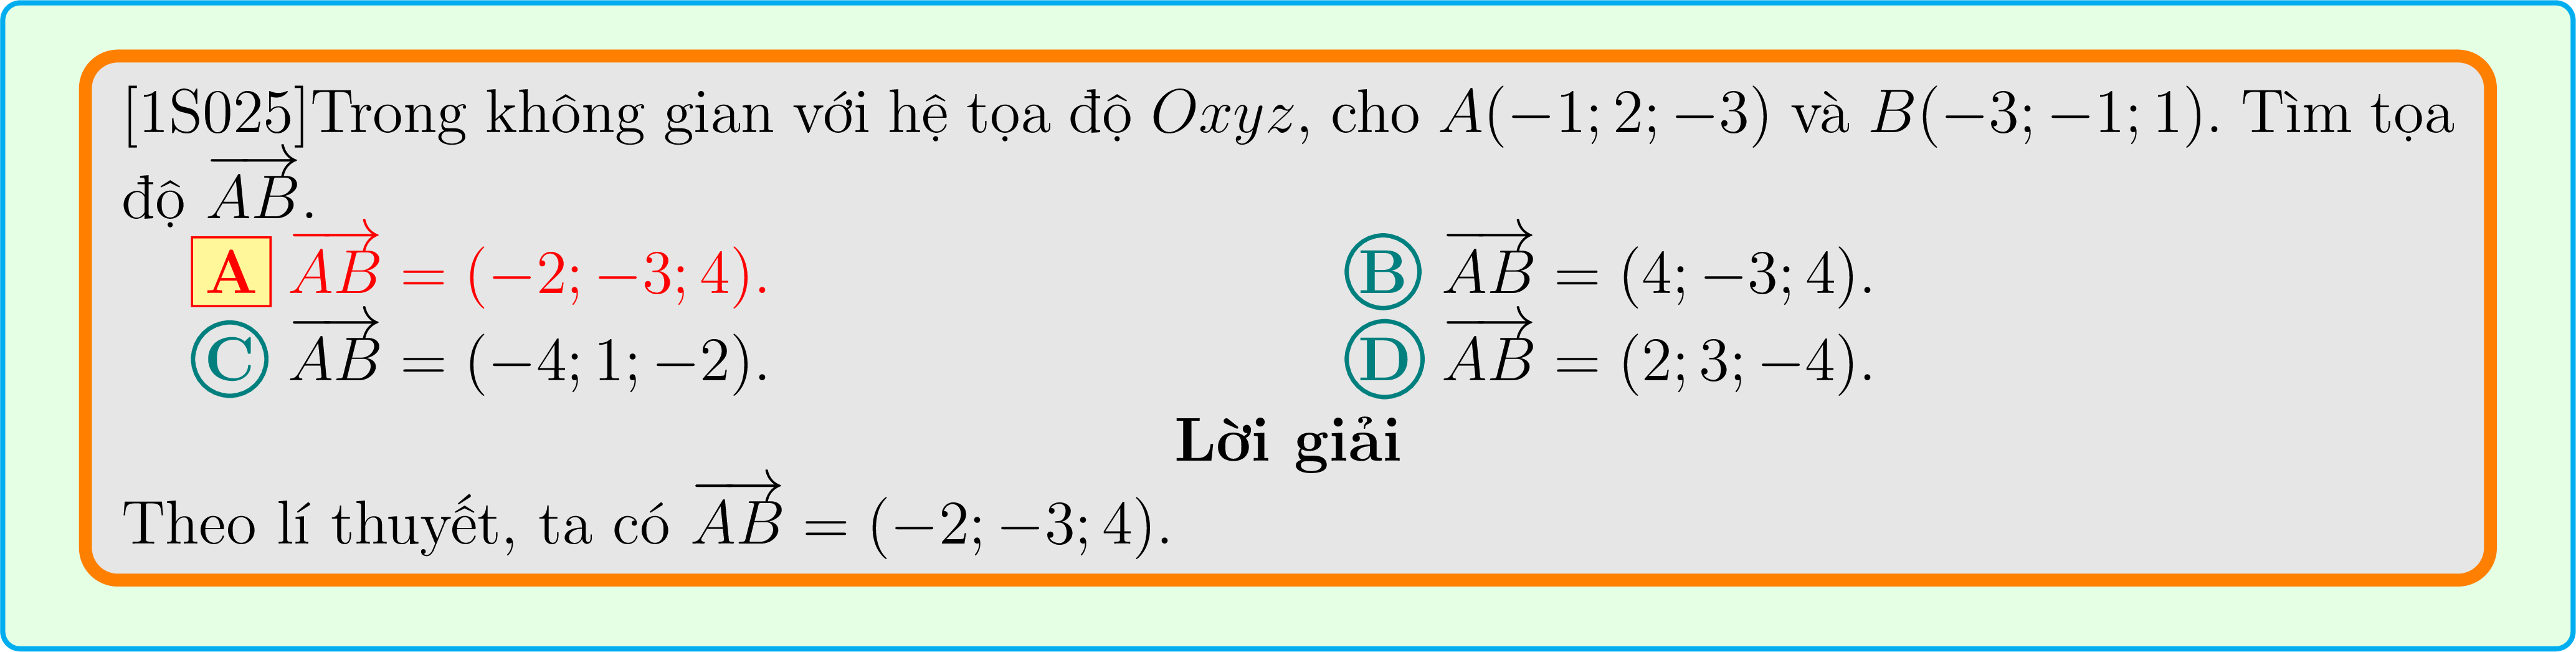 [1S025]Trong không gian với hệ tọa độ $Oxyz$, cho $A(-1; 2; -3)$ và $B(-3; -1; 1)$. Tìm tọa
độ $\overrightarrow{AB}$.
A $\overrightarrow{AB} = (-2; -3; 4)$. B $\overrightarrow{AB} = (4; -3; 4)$.
C $\overrightarrow{AB} = (-4; 1; -2)$. D $\overrightarrow{AB} = (2; 3; -4)$.
Lời giải
Theo lí thuyết, ta có $\overrightarrow{AB} = (-2; -3; 4)$.